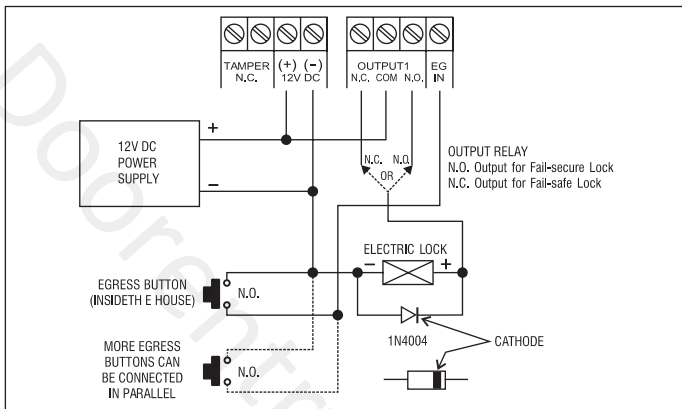 TAMPER
N.C.
(+) (-)
12V DC
OUTPUT1
N.C. COM N.O.
EG
IN
+
12V DC
POWER
SUPPLY
–
N.C. N.O.
OR
OUTPUT RELAY
N.O. Output for Fail-secure Lock
N.C. Output for Fail-safe Lock
ELECTRIC LOCK
– +
EGRESS BUTTON
(INSIDETH E HOUSE)
N.O.
1N4004
CATHODE
MORE EGRESS
BUTTONS CAN
BE CONNECTED
IN PARALLEL
N.O.
Doorentr